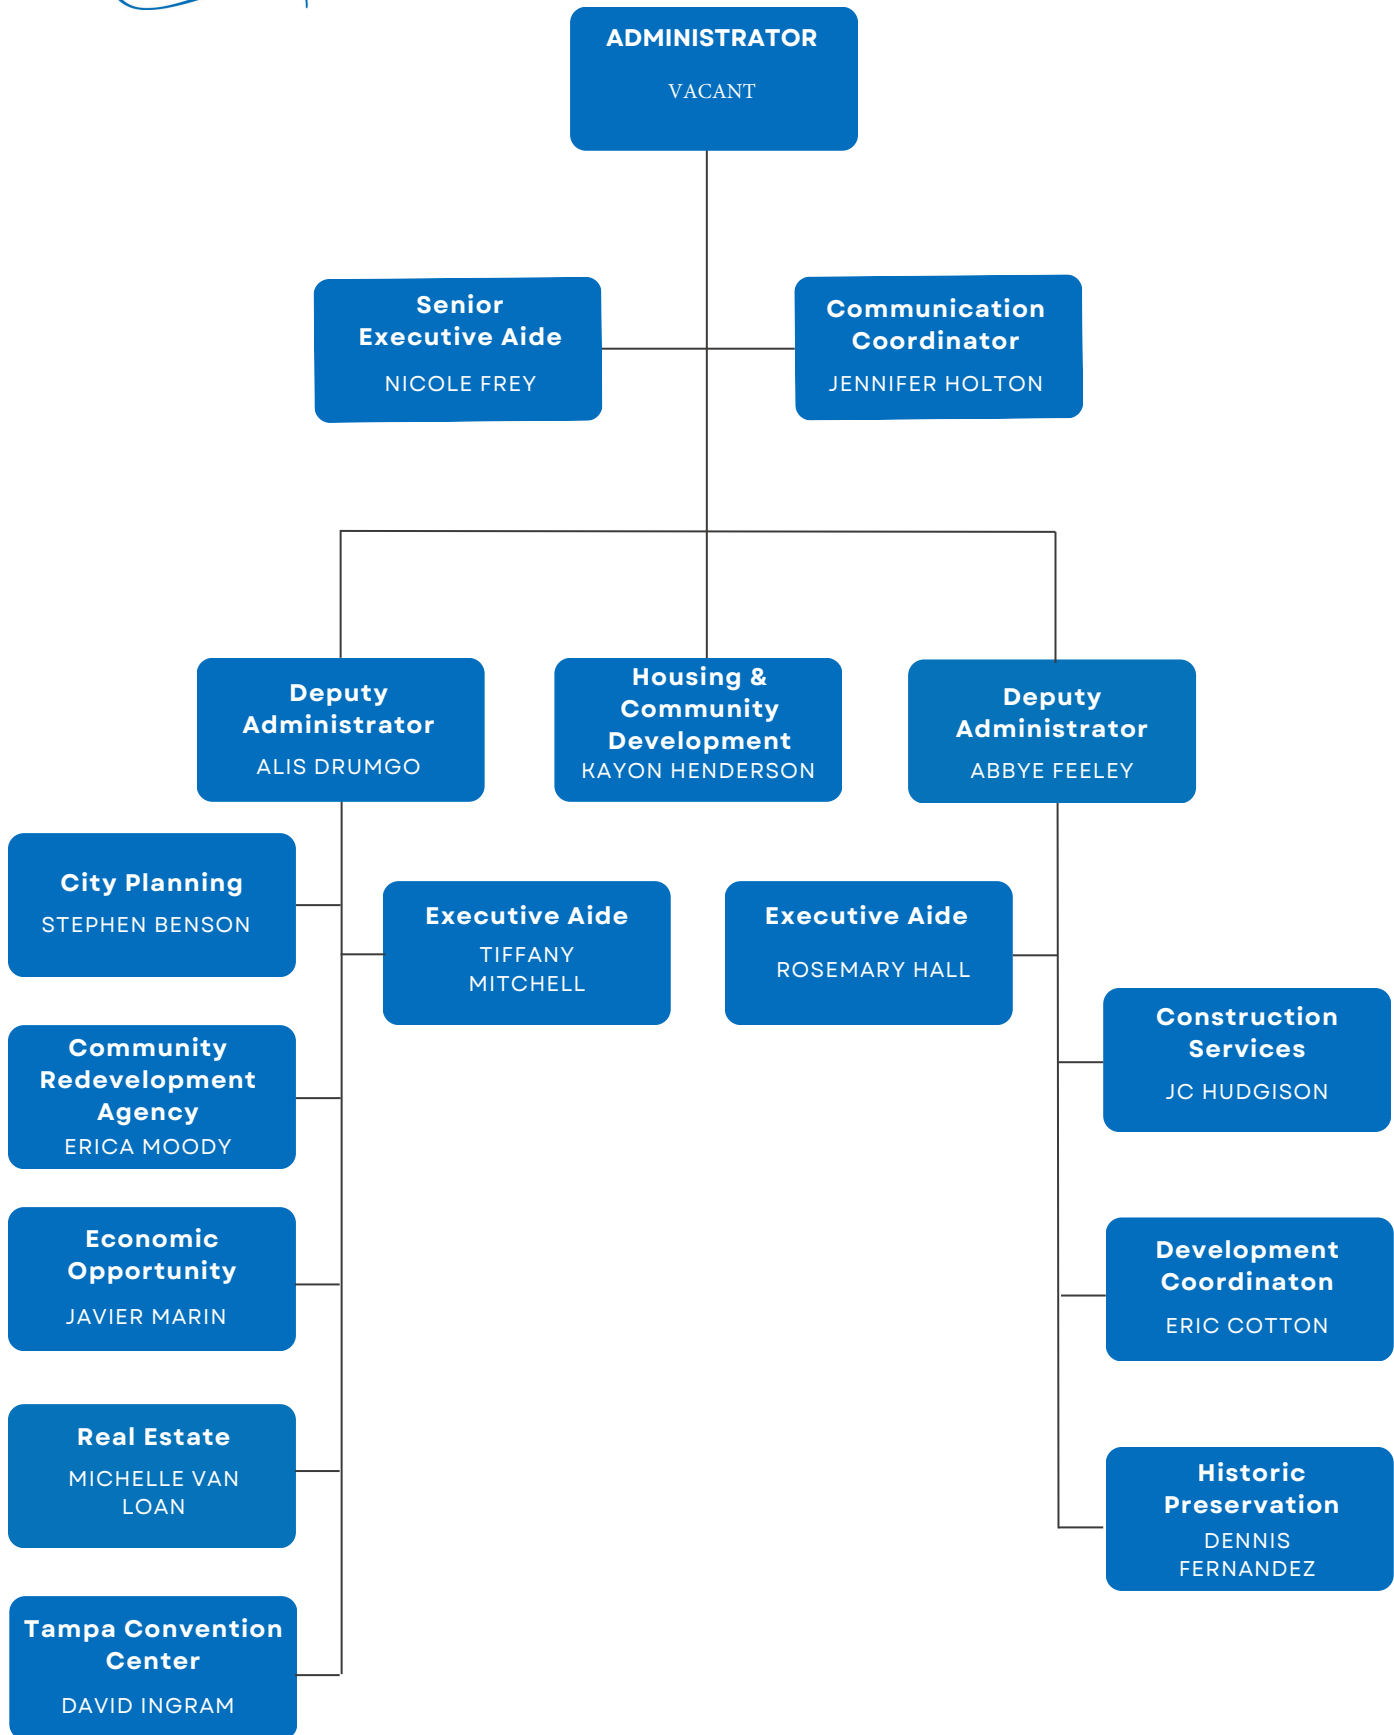 ADMINISTRATOR
VACANT
Senior
Executive Aide
NICOLE FREY
Communication
Coordinator
JENNIFER HOLTON
Deputy
Administrator
ALIS DRUMGO
Housing &
Community
Development
KAYON HENDERSON
Deputy
Administrator
ABBYE FEELEY
City Planning
STEPHEN BENSON
Executive Aide
TIFFANY
MITCHELL
Executive Aide
ROSEMARY HALL
Construction
Services
JC HUDGISON
Community
Redevelopment
Agency
ERICA MOODY
Economic
Opportunity
JAVIER MARIN
Development
Coordinaton
ERIC COTTON
Real Estate
MICHELLE VAN
LOAN
Historic
Preservation
DENNIS
FERNANDEZ
Tampa Convention
Center
DAVID INGRAM